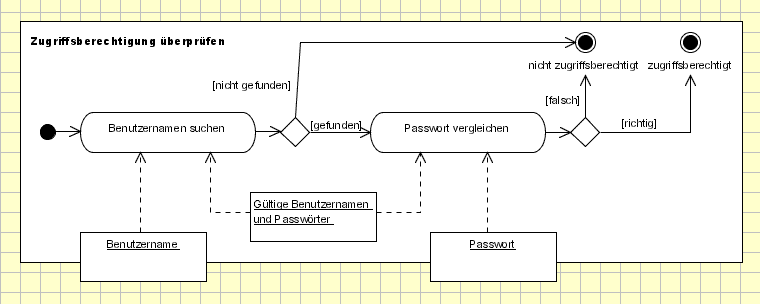 Zugriffsberechtigung überprüfen
nicht zugriffsberechtigt
zugriffsberechtigt
[nicht gefunden]
[falsch]
Benutzernamen suchen
[gefunden]
Passwort vergleichen
[richtig]
Gültige Benutzernamen
und Passwörter
Benutzername
Passwort